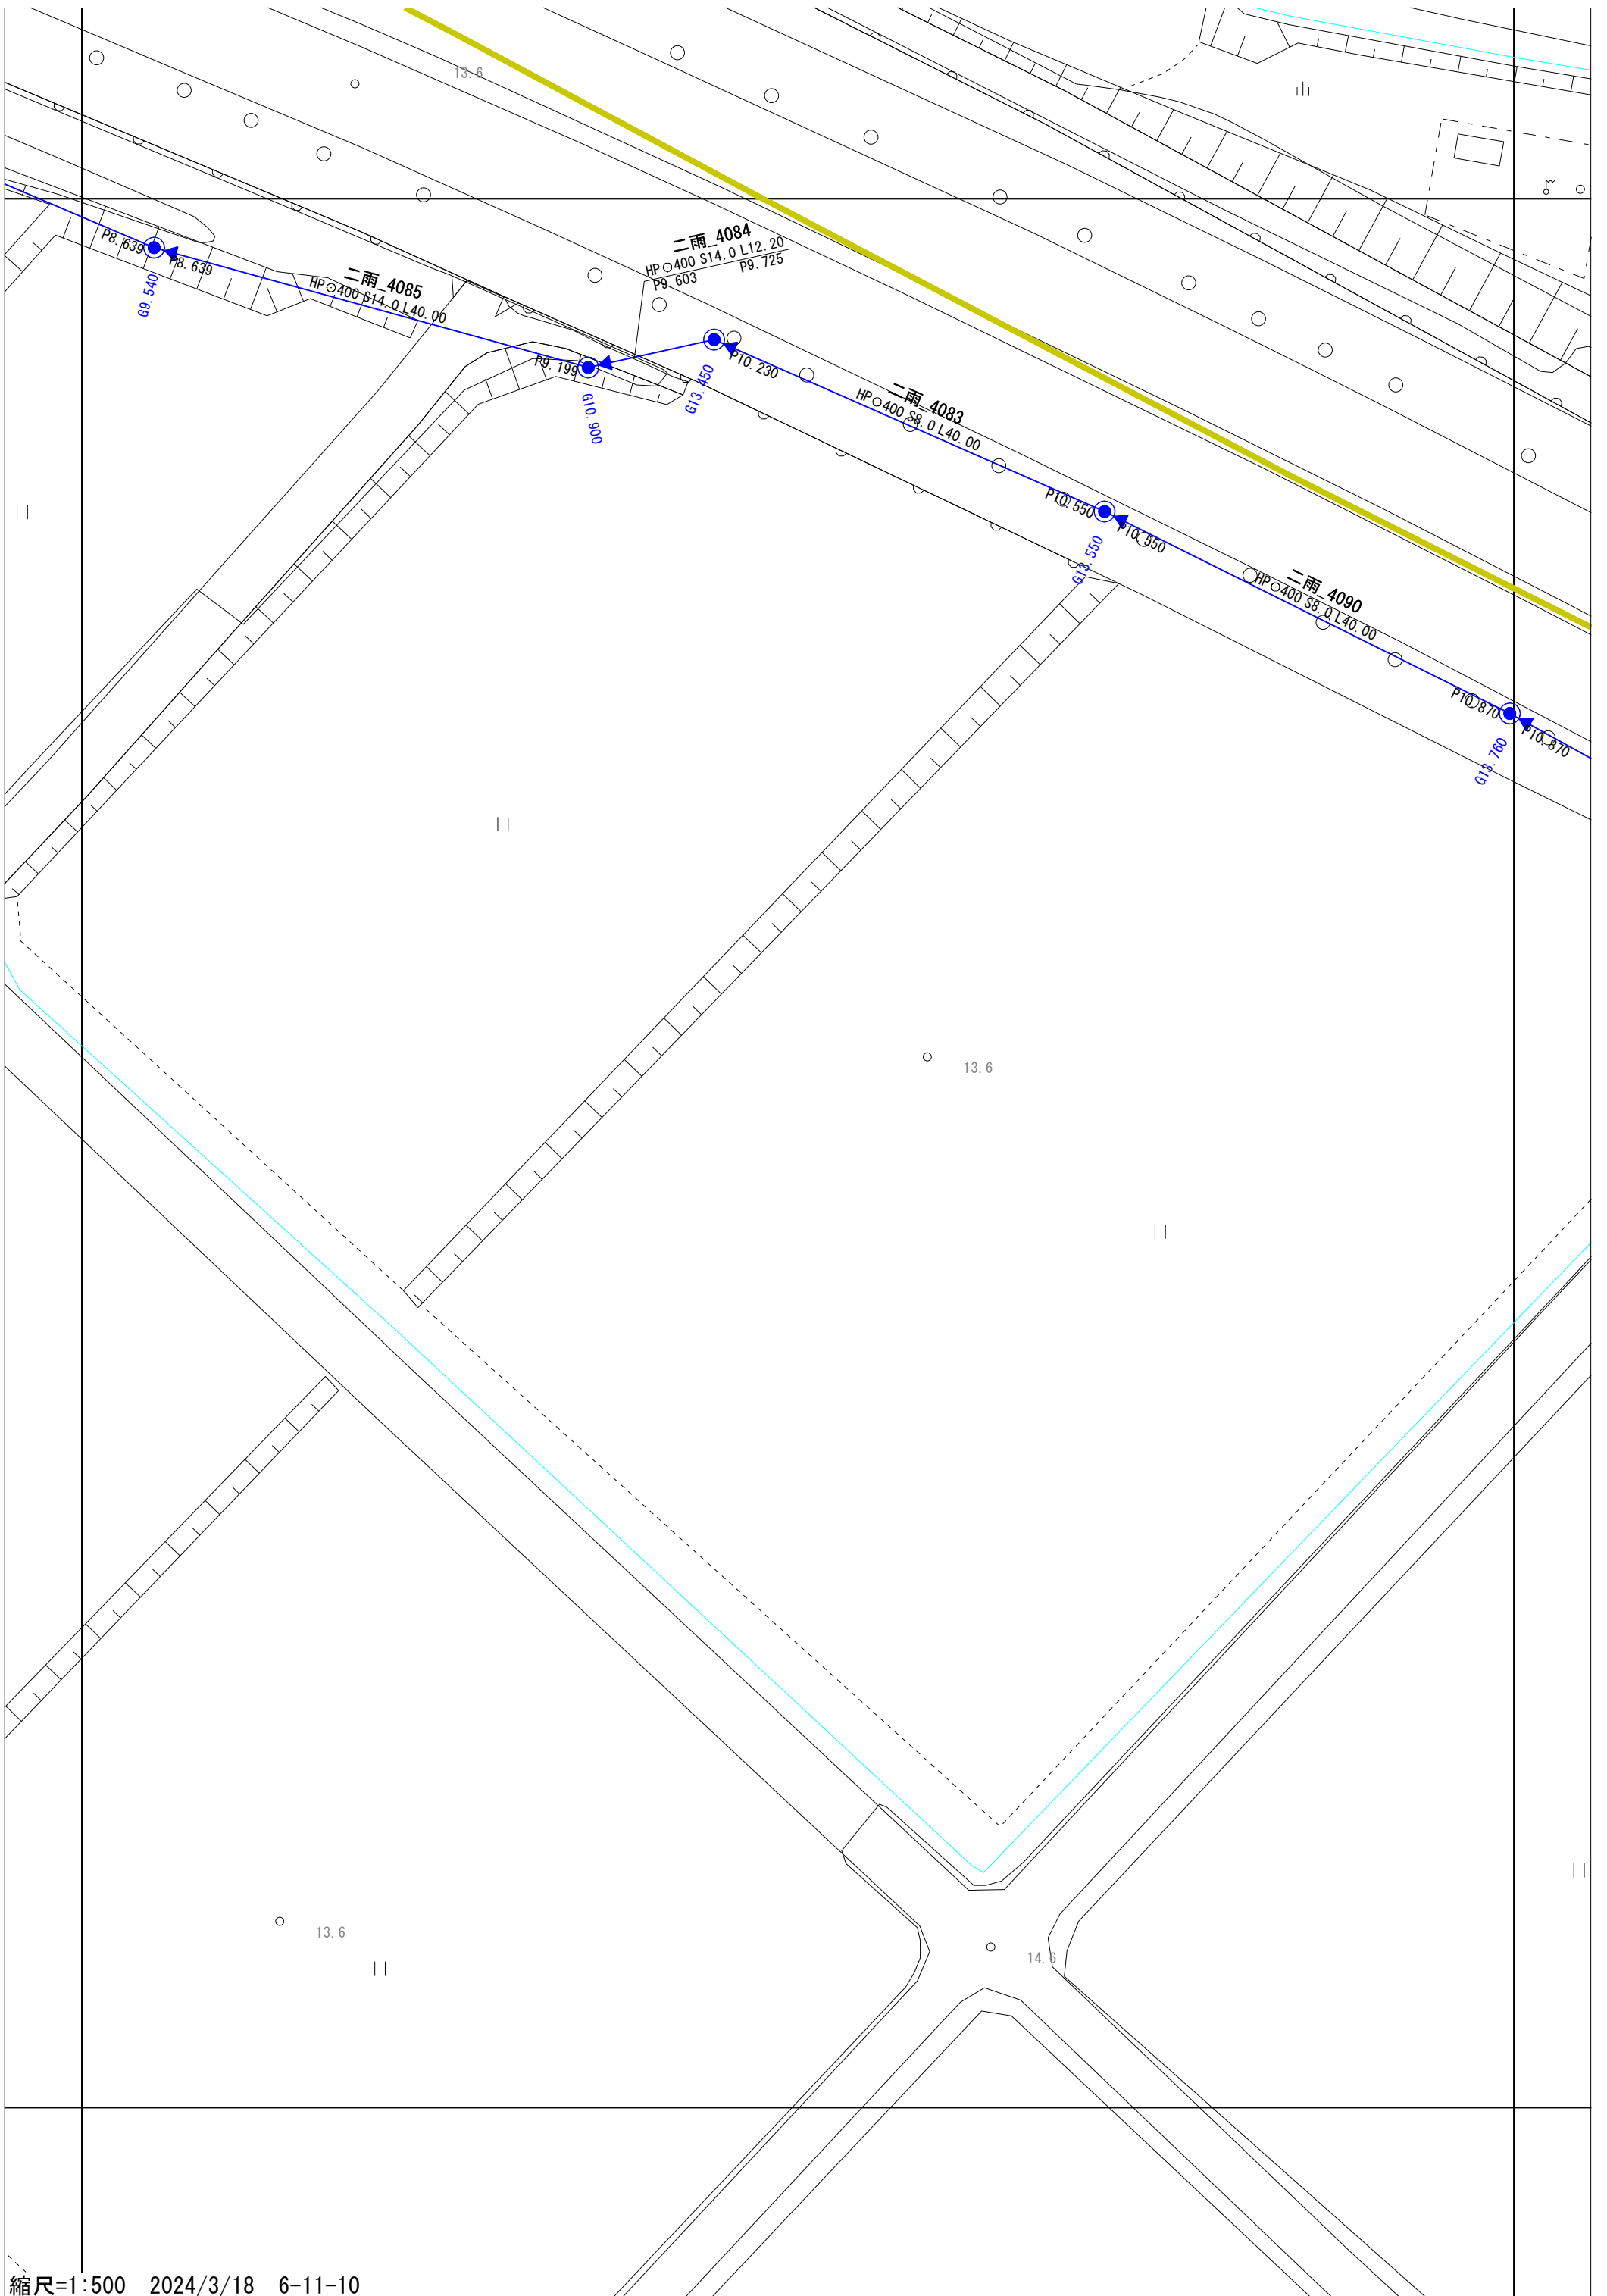 13.6
二雨_4084
HP⊙400 S14.0 L12.20
P9.603 P9.725
P8.639
P8.639
G9.540
二雨_4085
HP⊙400 S14.0 L40.00
P9.199
G10.900
G13.450
P10.230
二雨_4083
HP⊙400 S8.0 L40.00
P10.550
P10.550
G13.550
二雨_4090
HP⊙400 S8.0 L40.00
P10.870
P10.870
G13.760
13.6
13.6
14.6
縮尺=1:500 2024/3/18 6-11-10